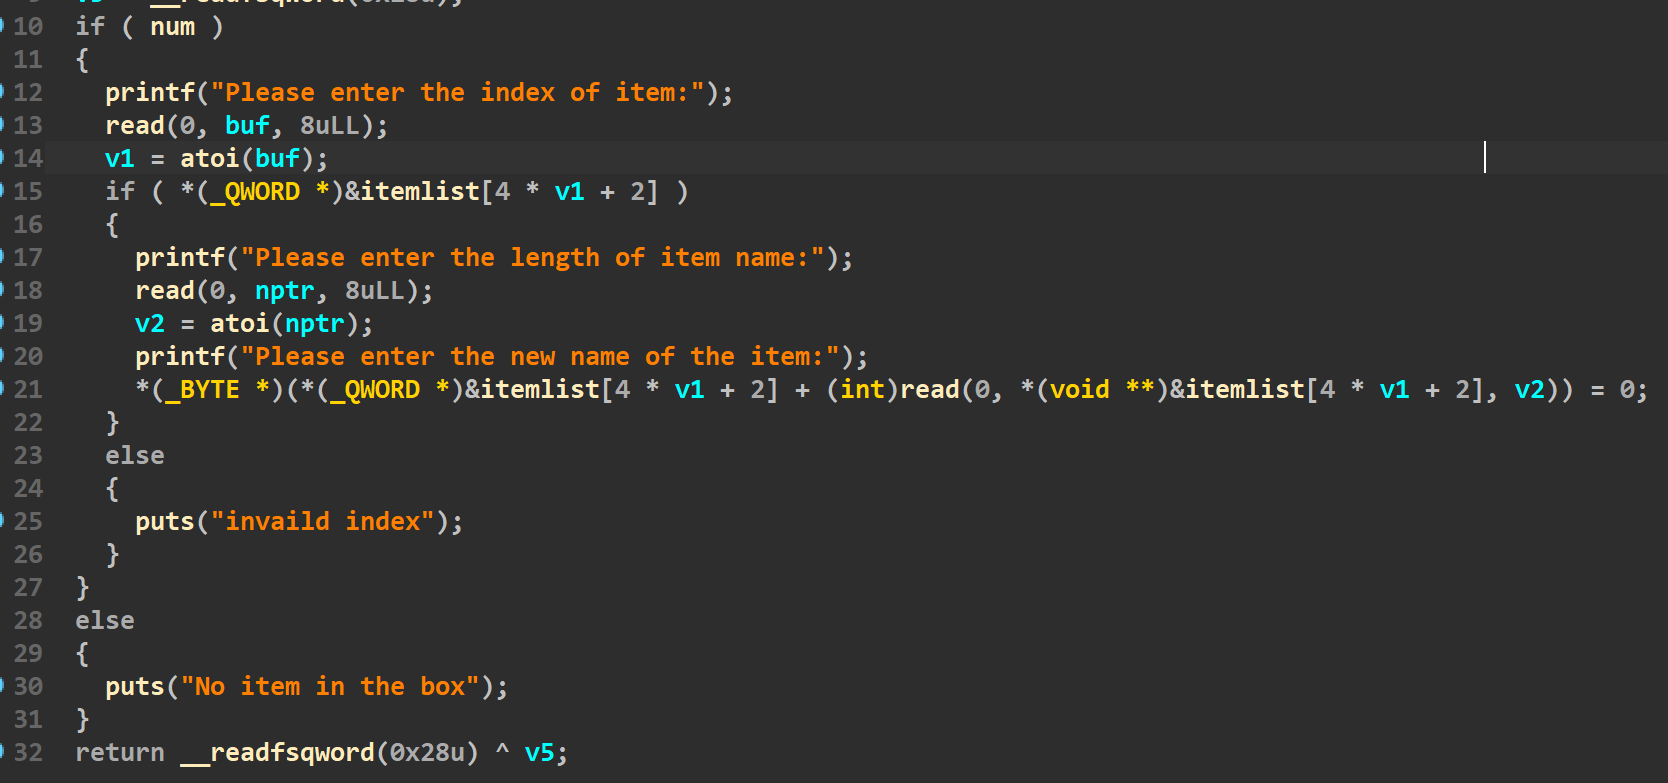 10 if ( num )
11 {
12 printf("Please enter the index of item:");
13 read(0, buf, 8uLL);
14 v1 = atoi(buf);
15 if ( *(_QWORD *)&itemlist[4 * v1 + 2] )
16 {
17 printf("Please enter the length of item name:");
18 read(0, nptr, 8uLL);
19 v2 = atoi(nptr);
20 printf("Please enter the new name of the item:");
21 *(_BYTE *)(*(_QWORD *)&itemlist[4 * v1 + 2] + (int)read(0, *(void **)&itemlist[4 * v1 + 2], v2)) = 0;
22 }
23 else
24 {
25 puts("invaild index");
26 }
27 }
28 else
29 {
30 puts("No item in the box");
31 }
32 return __readfsqword(0x28u) ^ v5;